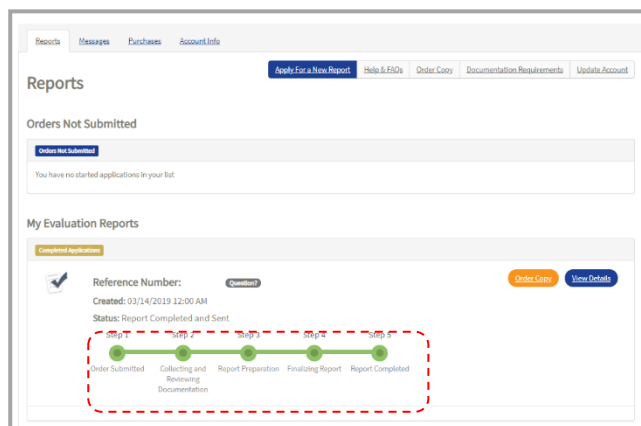 Reports Messages Purchases Account Info
Apply For a New Report Help & FAQs Order Copy Documentation Requirements Update Account
Reports
Orders Not Submitted
Orders Not Submitted
You have no started applications in your list
My Evaluation Reports
Completed Applications
Reference Number: Question? Order Copy View Details
Created: 03/14/2019 12:00 AM
Status: Report Completed and Sent
Step 1 Step 2 Step 3 Step 4 Step 5
Order Submitted Collecting and Report Preparation Finalizing Report Report Completed
Reviewing
Documentation